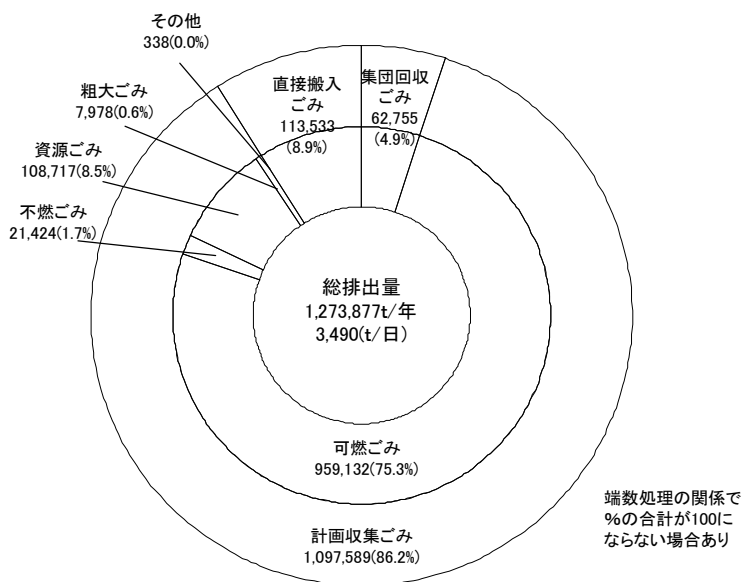 その他
338(0.0%)
粗大ごみ
7,978(0.6%)
資源ごみ
108,717(8.5%)
不燃ごみ
21,424(1.7%)
直接搬入
ごみ
113,533
(8.9%)
集団回収
ごみ
62,755
(4.9%)
総排出量
1,273,877t/年
3,490(t/日)
可燃ごみ
959,132(75.3%)
計画収集ごみ
1,097,589(86.2%)
端数処理の関係で
%の合計が100に
ならない場合あり